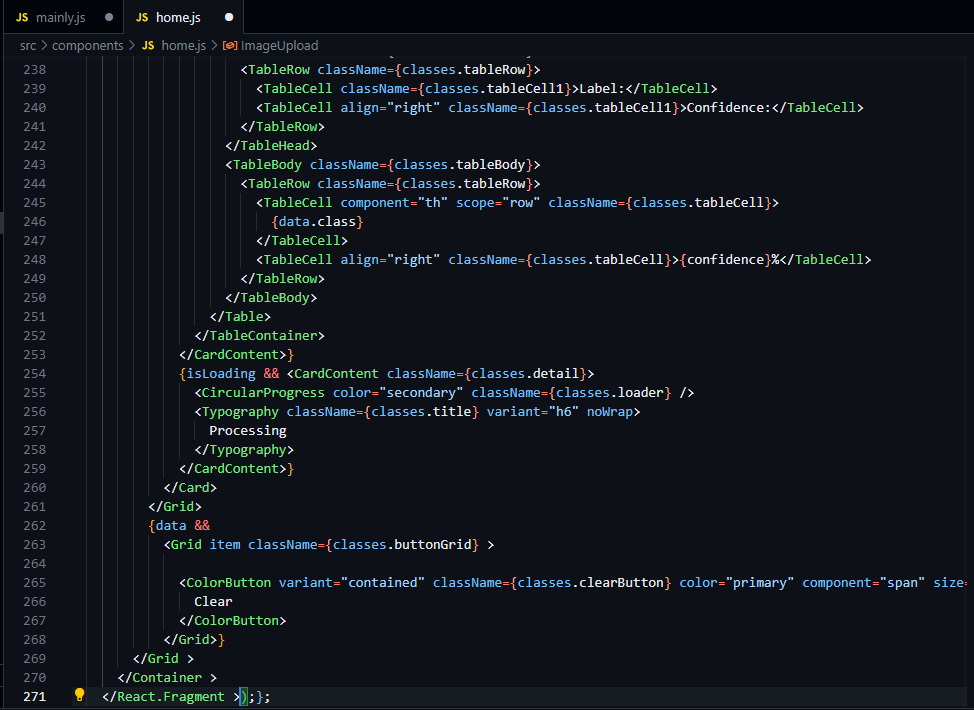 JS mainly.js
JS home.js
src > components > JS home.js > ImageUpload
238 <TableRow className={classes.tableRow}>
239 <TableCell className={classes.tableCell1}>Label:</TableCell>
240 <TableCell align="right" className={classes.tableCell1}>Confidence:</TableCell>
241 </TableRow>
242 </TableHead>
243 <TableBody className={classes.tableBody}>
244 <TableRow className={classes.tableRow}>
245 <TableCell component="th" scope="row" className={classes.tableCell}>
246 {data.class}
247 </TableCell>
248 <TableCell align="right" className={classes.tableCell}>{confidence}%</TableCell>
249 </TableRow>
250 </TableBody>
251 </Table>
252 </TableContainer>
253 </CardContent>}
254 {isLoading && <CardContent className={classes.detail}>
255 <CircularProgress color="secondary" className={classes.loader} />
256 <Typography className={classes.title} variant="h6" noWrap>
257 Processing
258 </Typography>
259 </CardContent>}
260 </Card>
261 </Grid>
262 {data &&
263 <Grid item className={classes.buttonGrid} >
264
265 <ColorButton variant="contained" className={classes.clearButton} color="primary" component="span" size=
266 Clear
267 </ColorButton>
268 </Grid>}
269 </Grid >
270 </Container >
271 </React.Fragment >);};